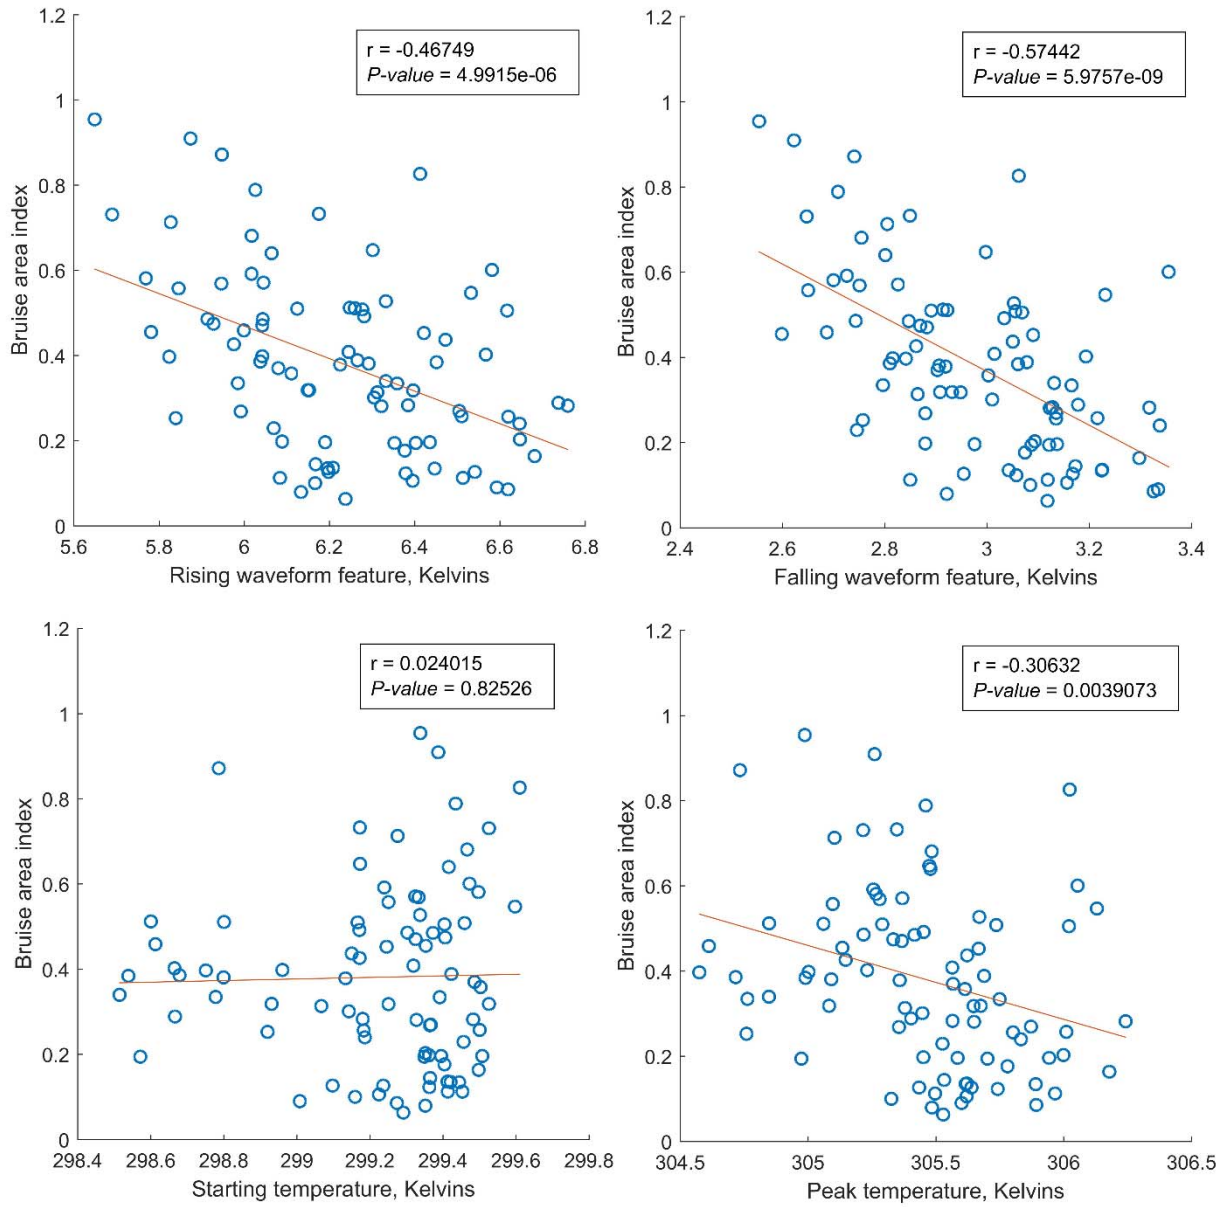 1.2
1
0.8
0.6
0.4
0.2
0
Bruise area index
r = -0.46749
P-value = 4.9915e-06
5.6 5.8 6 6.2 6.4 6.6 6.8
Rising waveform feature, Kelvins
1.2
1
0.8
0.6
0.4
0.2
0
Bruise area index
r = -0.57442
P-value = 5.9757e-09
2.4 2.6 2.8 3 3.2 3.4
Falling waveform feature, Kelvins
1.2
1
0.8
0.6
0.4
0.2
0
Bruise area index
r = 0.024015
P-value = 0.82526
298.4 298.6 298.8 299 299.2 299.4 299.6 299.8
Starting temperature, Kelvins
1.2
1
0.8
0.6
0.4
0.2
0
Bruise area index
r = -0.30632
P-value = 0.0039073
304.5 305 305.5 306 306.5
Peak temperature, Kelvins